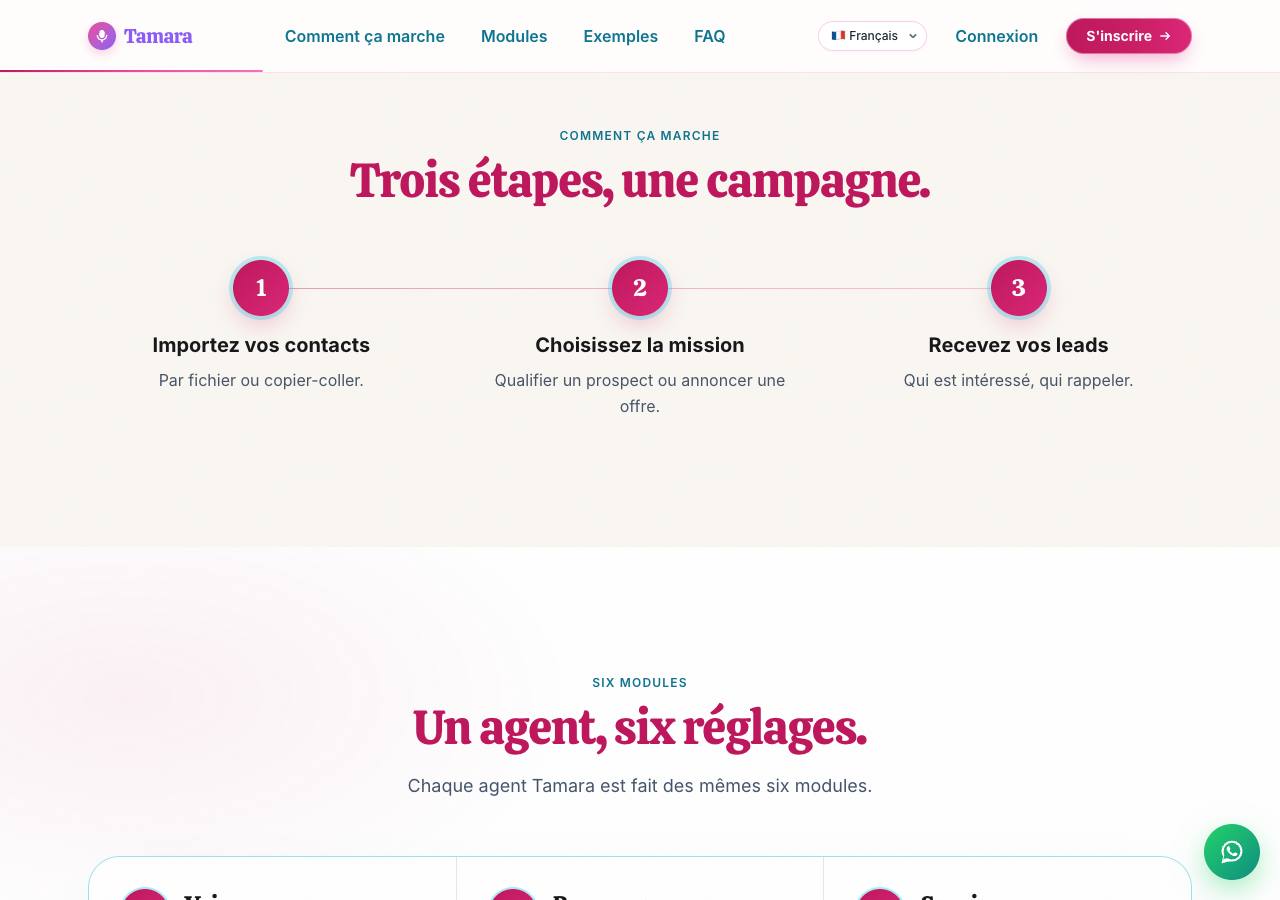 Tamara
Comment ça marche
Modules
Exemples
FAQ
Français
Connexion
S'inscrire →
COMMENT ÇA MARCHE
Trois étapes, une campagne.
1
2
3
Importez vos contacts
Choisissez la mission
Recevez vos leads
Par fichier ou copier-coller.
Qualifier un prospect ou annoncer une
offre.
Qui est intéressé, qui rappeler.
SIX MODULES
Un agent, six réglages.
Chaque agent Tamara est fait des mêmes six modules.